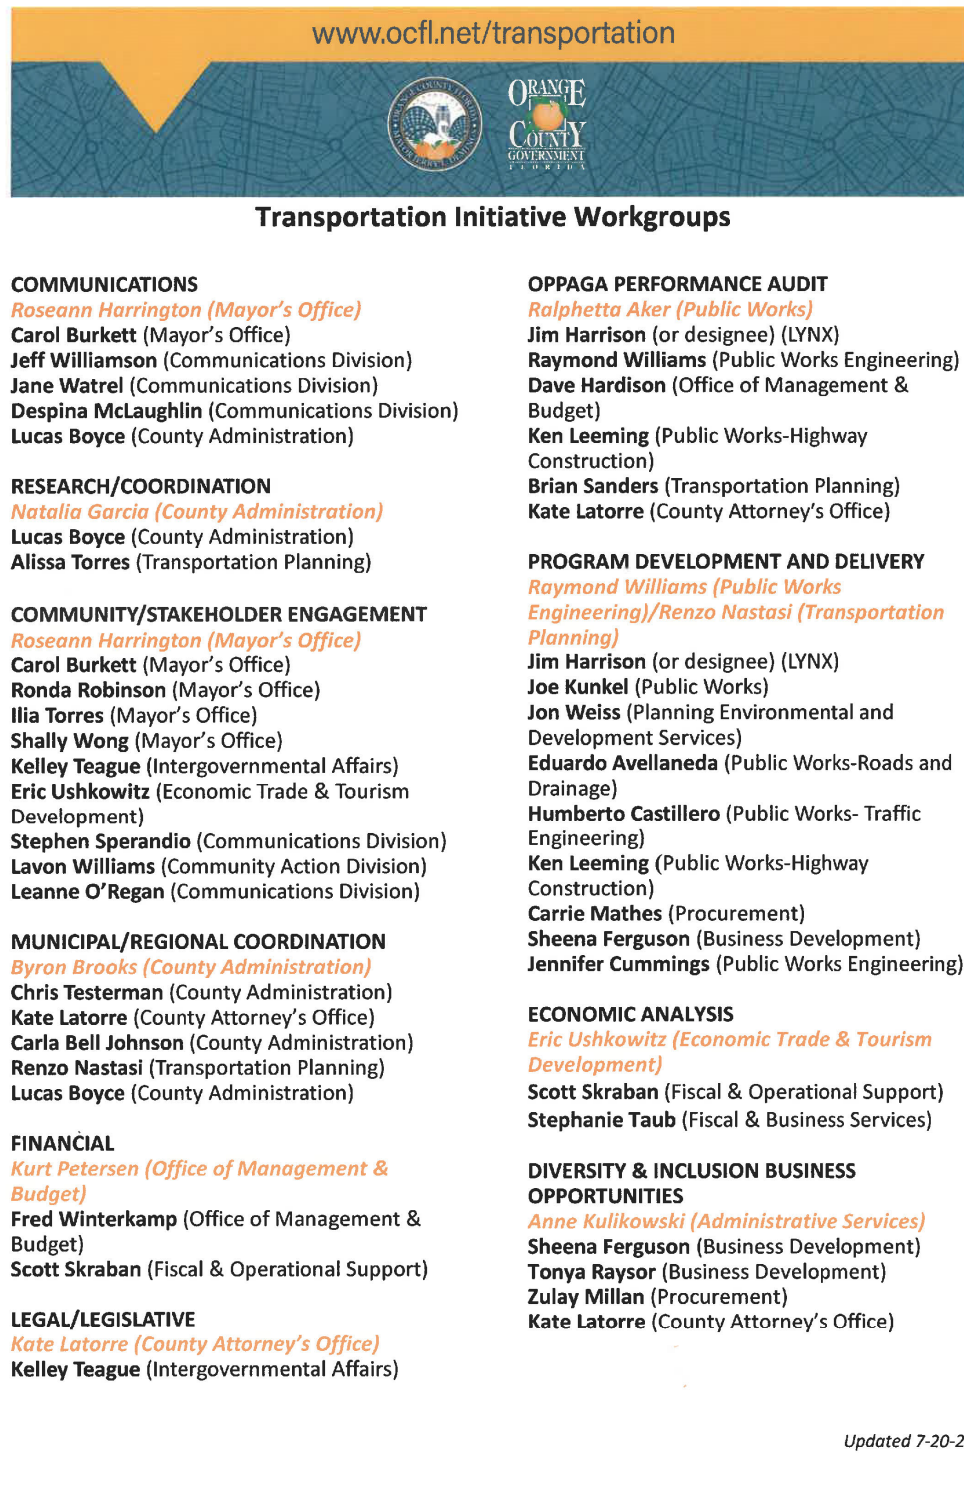 www.ocfl.net/transportation
ORANGE COUNTY FLORIDA
ORANGE
COUNTY
GOVERNMENT
FLORIDA
Transportation Initiative Workgroups
COMMUNICATIONS
Roseann Harrington (Mayor's Office)
Carol Burkett (Mayor's Office)
Jeff Williamson (Communications Division)
Jane Watrel (Communications Division)
Despina McLaughlin (Communications Division)
Lucas Boyce (County Administration)
RESEARCH/COORDINATION
Natalia Garcia (County Administration)
Lucas Boyce (County Administration)
Alissa Torres (Transportation Planning)
COMMUNITY/STAKEHOLDER ENGAGEMENT
Roseann Harrington (Mayor's Office)
Carol Burkett (Mayor's Office)
Ronda Robinson (Mayor's Office)
Ilia Torres (Mayor's Office)
Shally Wong (Mayor's Office)
Kelley Teague (Intergovernmental Affairs)
Eric Ushkowitz (Economic Trade & Tourism
Development)
Stephen Sperandio (Communications Division)
Lavon Williams (Community Action Division)
Leanne O'Regan (Communications Division)
MUNICIPAL/REGIONAL COORDINATION
Byron Brooks (County Administration)
Chris Testerman (County Administration)
Kate Latorre (County Attorney's Office)
Carla Bell Johnson (County Administration)
Renzo Nastasi (Transportation Planning)
Lucas Boyce (County Administration)
FINANCIAL
Kurt Petersen (Office of Management &
Budget)
Fred Winterkamp (Office of Management &
Budget)
Scott Skraban (Fiscal & Operational Support)
LEGAL/LEGISLATIVE
Kate Latorre (County Attorney's Office)
Kelley Teague (Intergovernmental Affairs)
OPPAGA PERFORMANCE AUDIT
Ralphetta Aker (Public Works)
Jim Harrison (or designee) (LYNX)
Raymond Williams (Public Works Engineering)
Dave Hardison (Office of Management &
Budget)
Ken Leeming (Public Works-Highway
Construction)
Brian Sanders (Transportation Planning)
Kate Latorre (County Attorney's Office)
PROGRAM DEVELOPMENT AND DELIVERY
Raymond Williams (Public Works
Engineering)/Renzo Nastasi (Transportation
Planning)
Jim Harrison (or designee) (LYNX)
Joe Kunkel (Public Works)
Jon Weiss (Planning Environmental and
Development Services)
Eduardo Avellaneda (Public Works-Roads and
Drainage)
Humberto Castillero (Public Works- Traffic
Engineering)
Ken Leeming (Public Works-Highway
Construction)
Carrie Mathes (Procurement)
Sheena Ferguson (Business Development)
Jennifer Cummings (Public Works Engineering)
ECONOMIC ANALYSIS
Eric Ushkowitz (Economic Trade & Tourism
Development)
Scott Skraban (Fiscal & Operational Support)
Stephanie Taub (Fiscal & Business Services)
DIVERSITY & INCLUSION BUSINESS
OPPORTUNITIES
Anne Kulikowski (Administrative Services)
Sheena Ferguson (Business Development)
Tonya Raysor (Business Development)
Zulay Millan (Procurement)
Kate Latorre (County Attorney's Office)
Updated 7-20-2